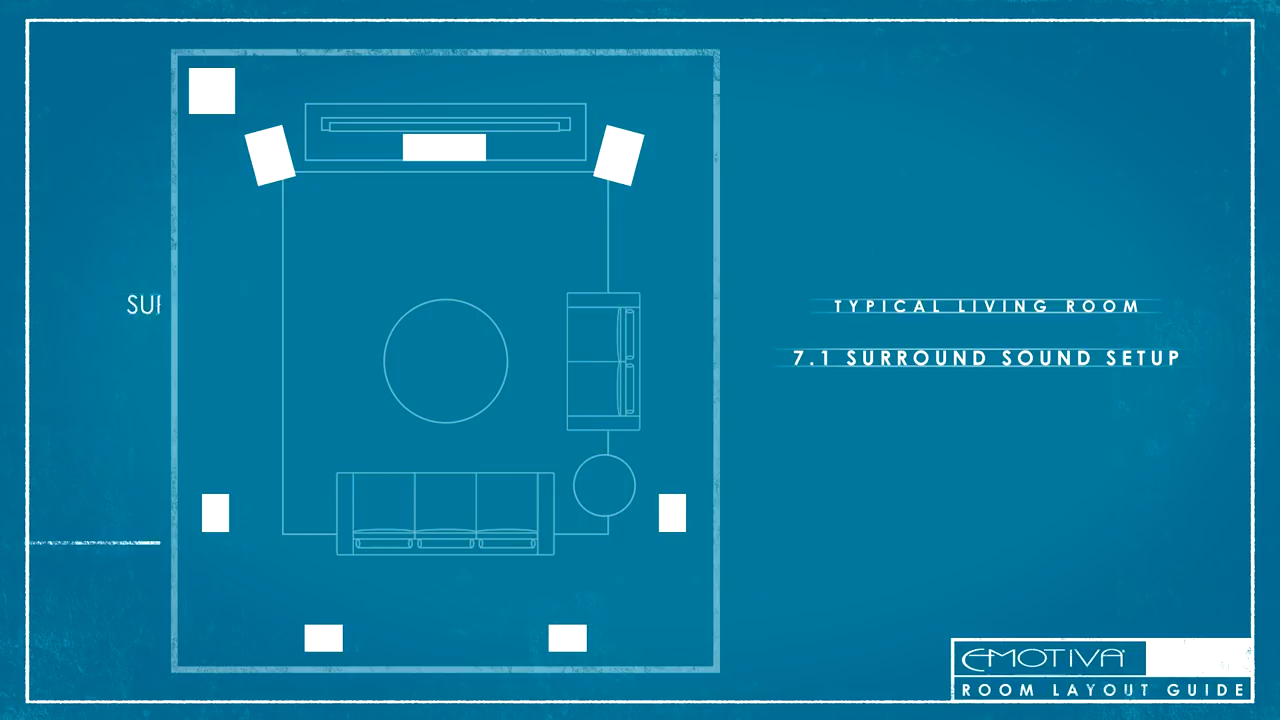 TYPICAL LIVING ROOM
7.1 SURROUND SOUND SETUP
EMOTIVA
ROOM LAYOUT GUIDE